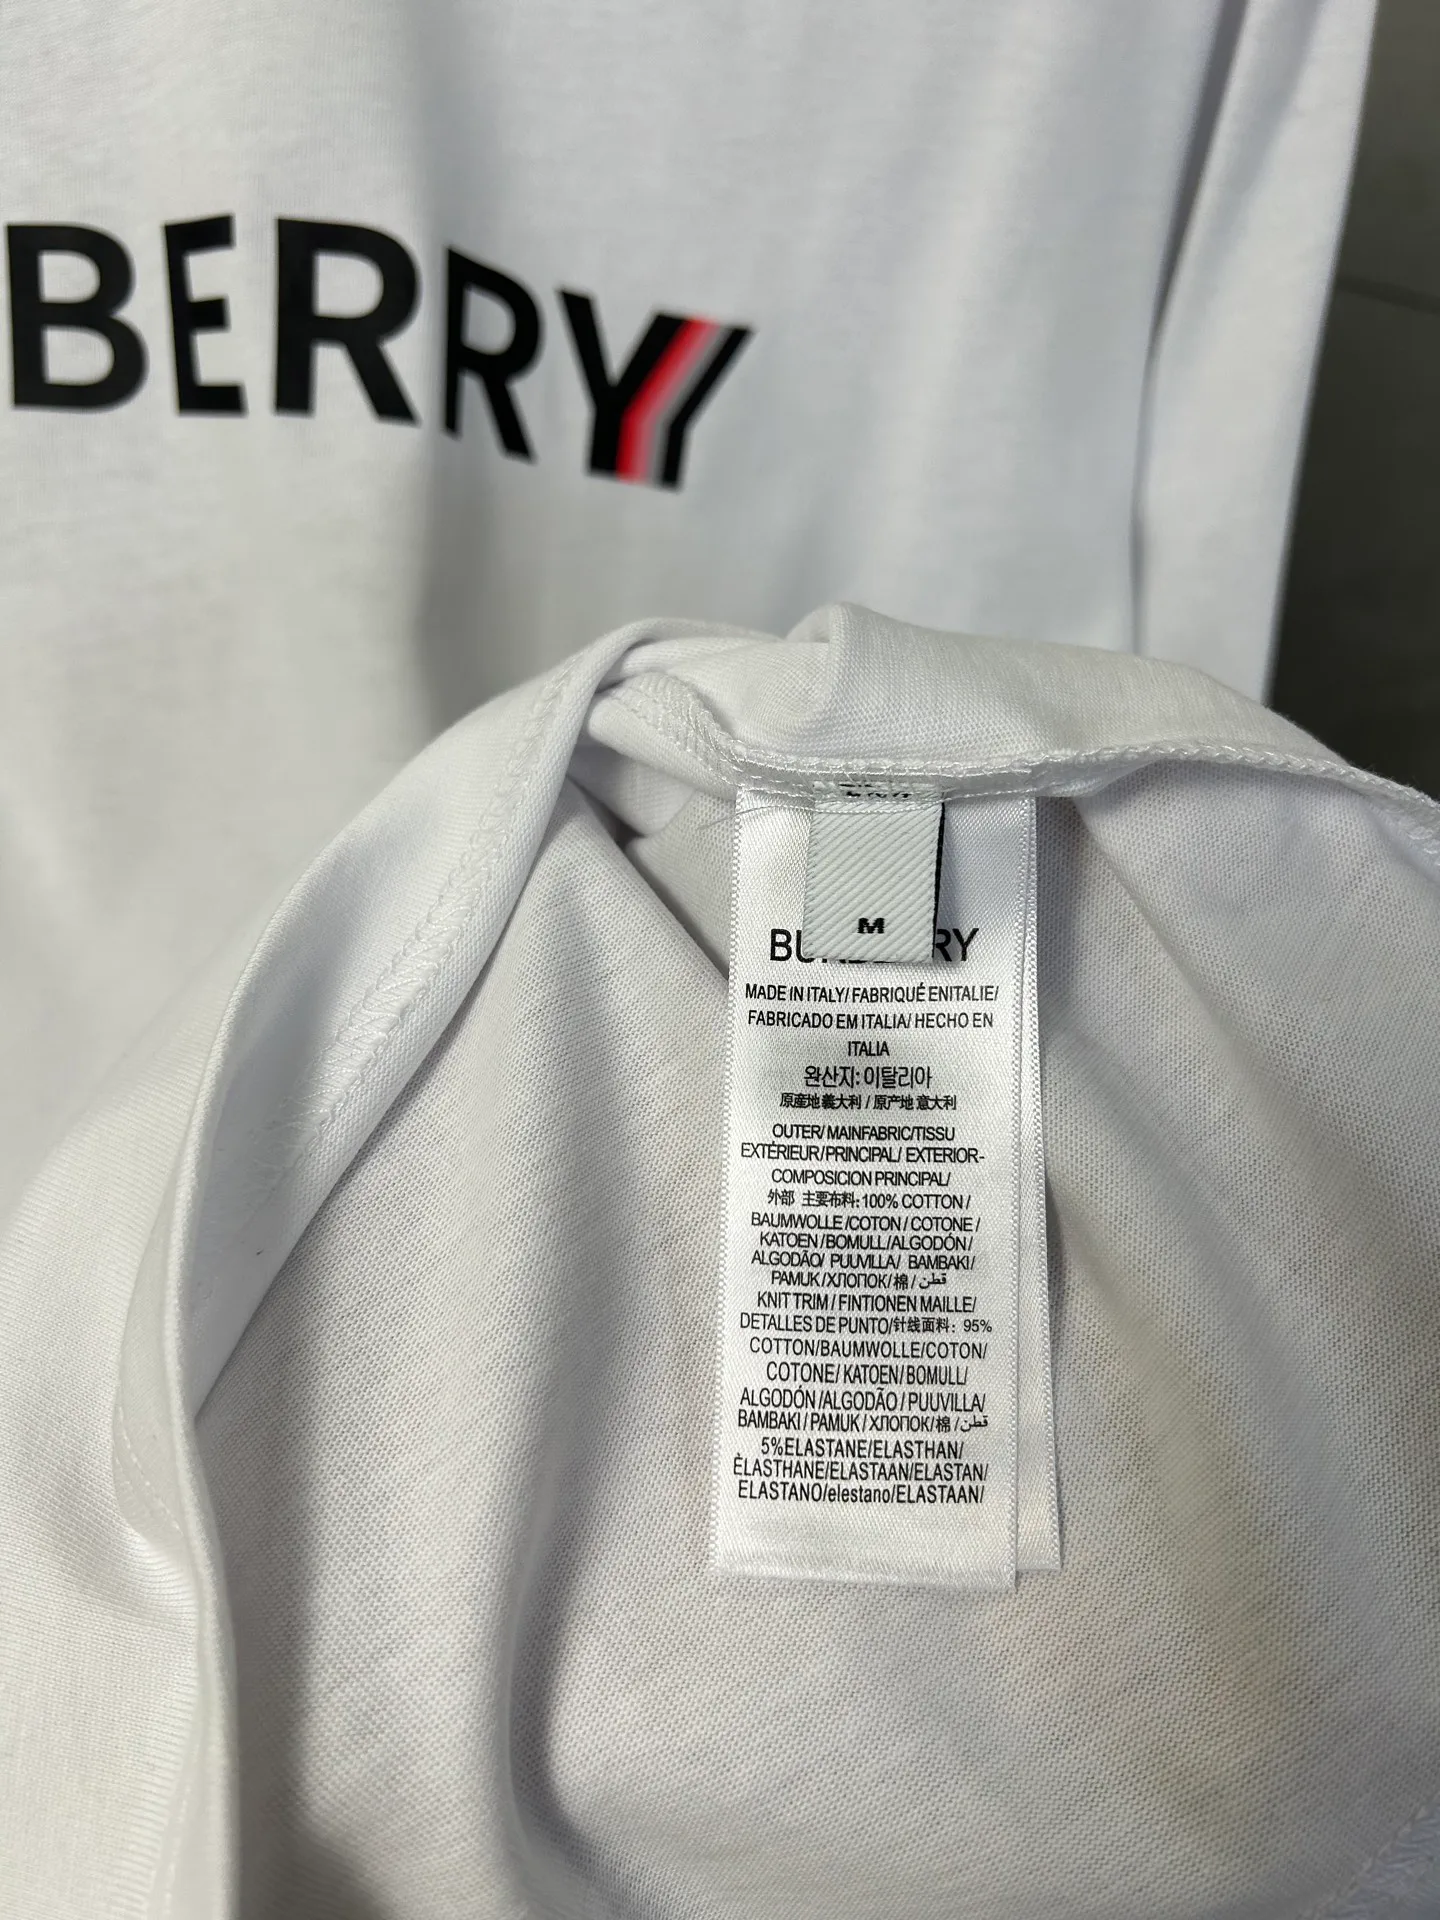 BERRY
M
BU RY
MADE IN ITALY/ FABRIQUÉ ENITALIE/
FABRICADO EM ITALIA/ HECHO EN
ITALIA
완산지: 이탈리아
原産地義大利 / 原产地 意大利
OUTER/ MAINFABRIC/TISSU
EXTÉRIEUR/PRINCIPAL/ EXTERIOR-
COMPOSICION PRINCIPAL/
外部 主要布料: 100% COTTON /
BAUMWOLLE /COTON / COTONE /
KATOEN /BOMULL/ALGODÓN /
ALGODÃO/ PUUVILLA/ BAMBAKI/
PAMUK /ХЛОПОК/棉 / قطن
KNIT TRIM / FINTIONEN MAILLE/
DETALLES DE PUNTO/针线面料: 95%
COTTON/BAUMWOLLE/COTON/
COTONE/ KATOEN/BOMULL/
ALGODÓN /ALGODÃO / PUUVILLA/
BAMBAKI / PAMUK / ХЛОПОК/棉 /قطن
5%ELASTANE/ELASTHAN/
ÈLASTHANE/ELASTAAN/ELASTAN/
ELASTANO/elestano/ELASTAAN/